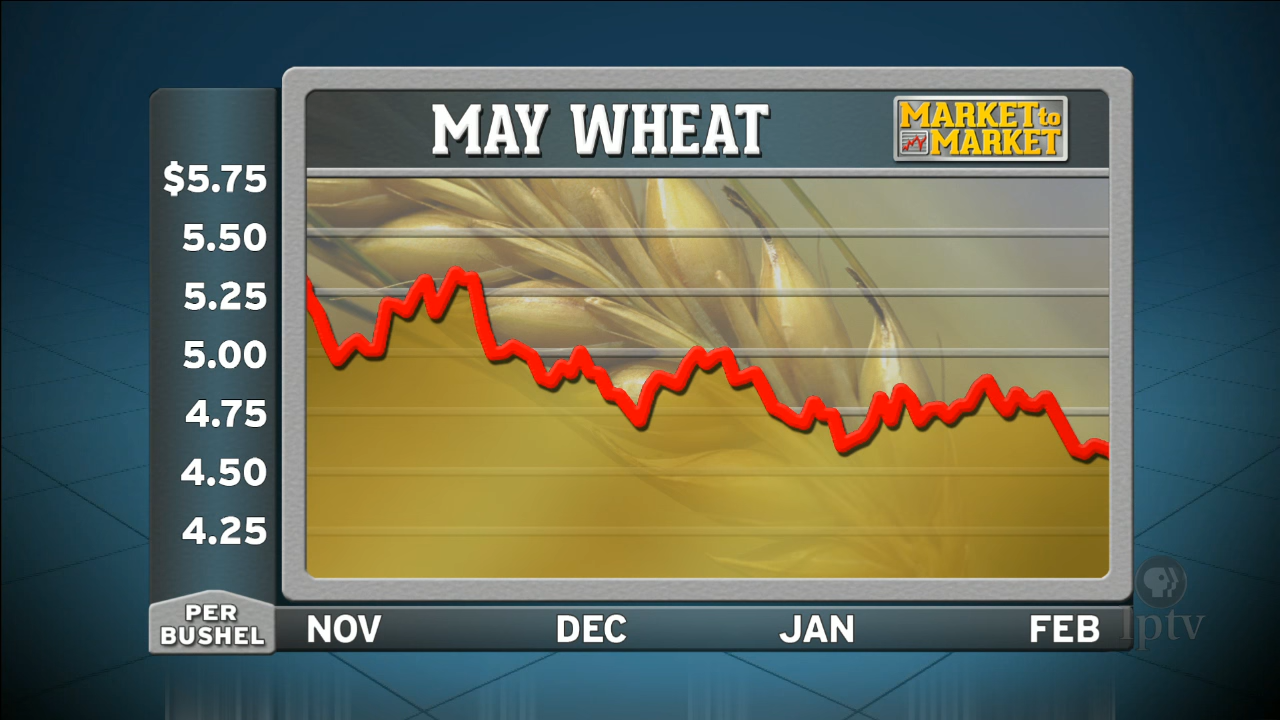 MAY WHEAT
MARKET to
MARKET
$5.75
5.50
5.25
5.00
4.75
4.50
4.25
PER
BUSHEL
NOV DEC JAN FEB
Iptv